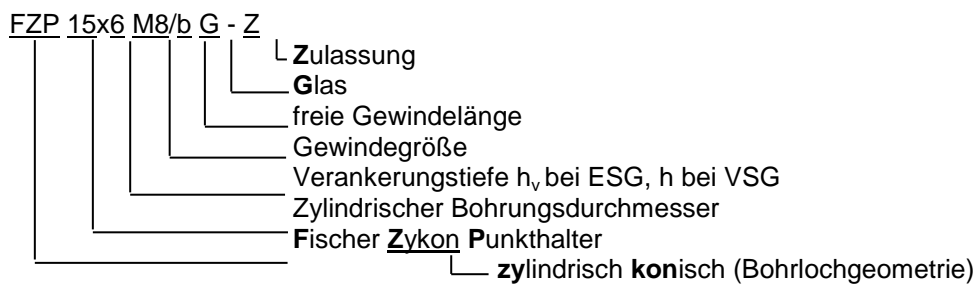 FZP 15x6 M8/b G - Z
Zulassung
Glas
freie Gewindelänge
Gewindegröße
Verankerungstiefe hv bei ESG, h bei VSG
Zylindrischer Bohrungsdurchmesser
Fischer Zykon Punkthalter
zylindrisch konisch (Bohrlochgeometrie)